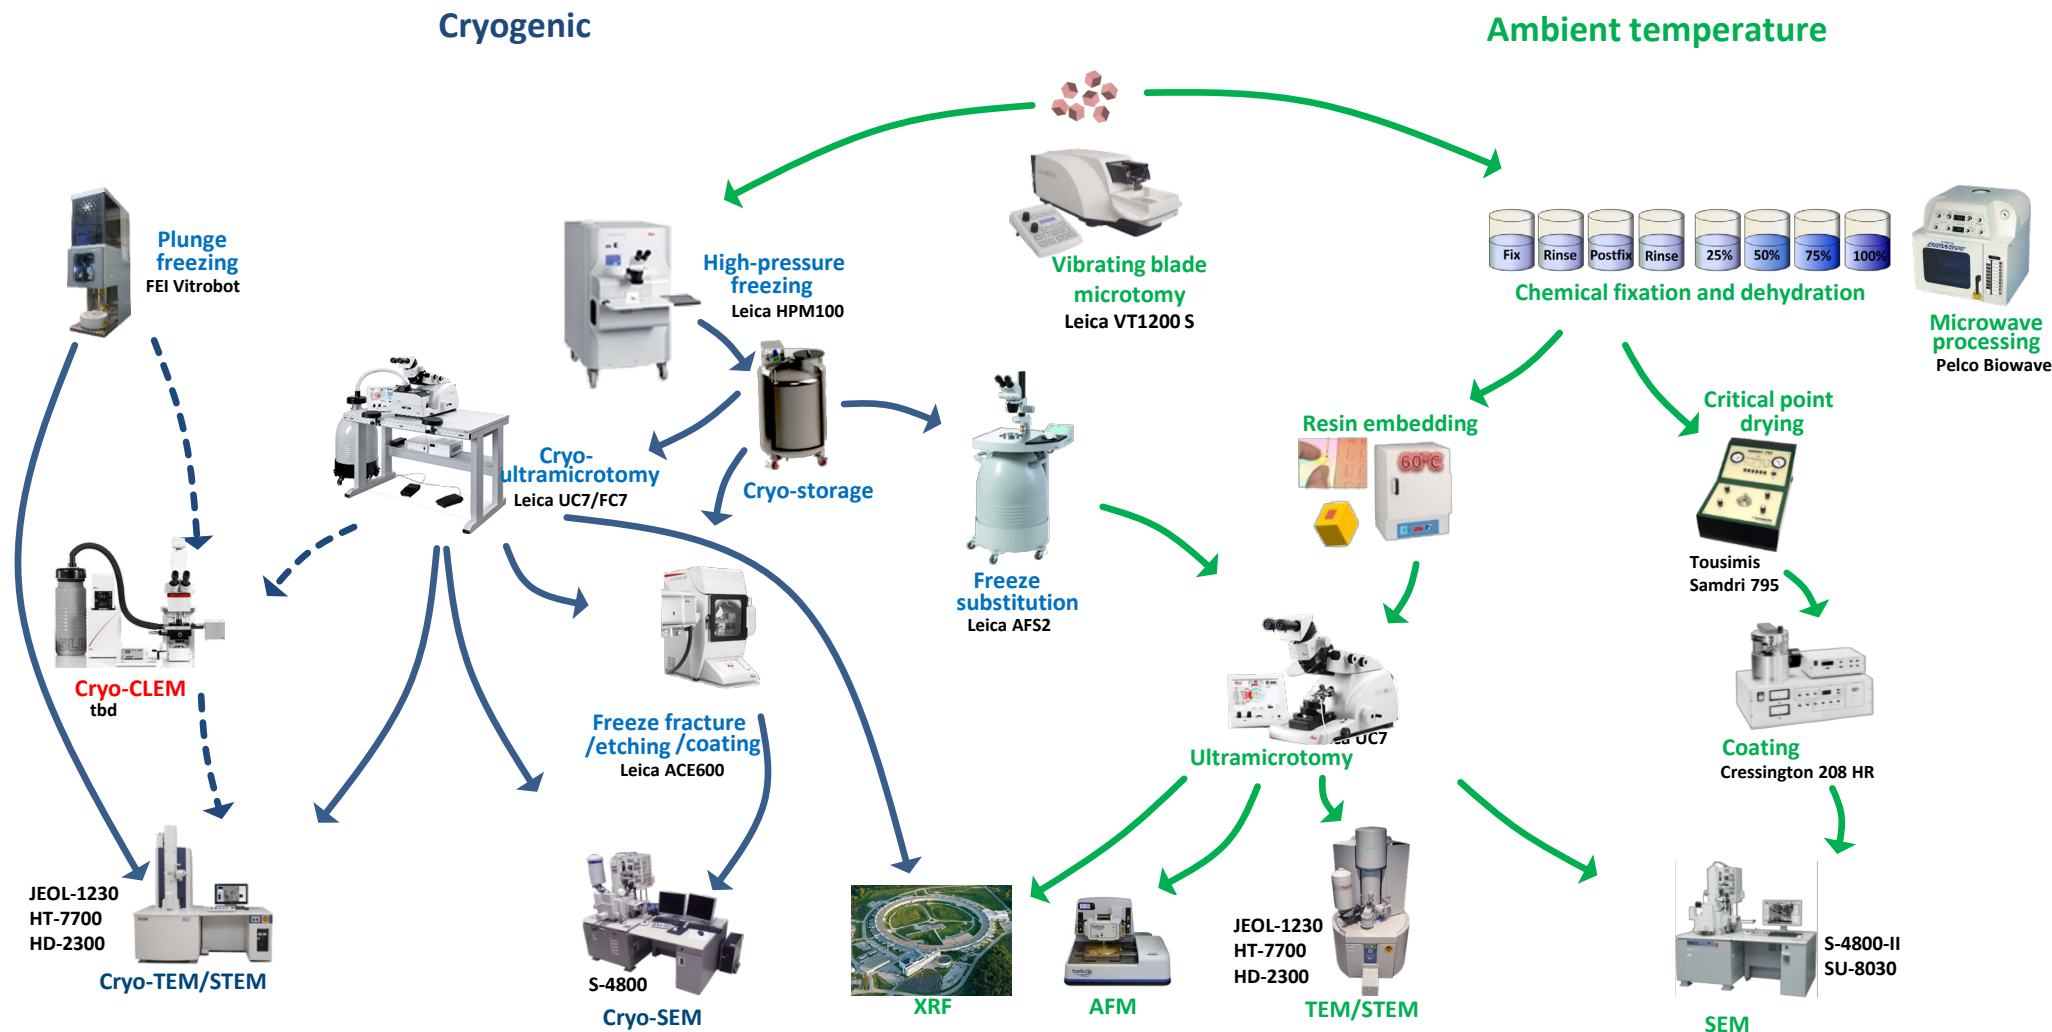 Cryogenic
Ambient temperature
Plunge
freezing
FEI Vitrobot
High-pressure
freezing
Leica HPM100
Vibrating blade
microtomy
Leica VT1200 S
Fix
Rinse
Postfix
Rinse
25%
50%
75%
100%
Chemical fixation and dehydration
Microwave
processing
Pelco Biowave
Cryo-
ultramicrotomy
Leica UC7/FC7
Cryo-storage
Freeze
substitution
Leica AFS2
Resin embedding
60°C
Critical point
drying
Tousimis
Samdri 795
Cryo-CLEM
tbd
Freeze fracture
/etching /coating
Leica ACE600
UC7
Ultramicrotomy
Coating
Cressington 208 HR
JEOL-1230
HT-7700
HD-2300
Cryo-TEM/STEM
S-4800
Cryo-SEM
XRF
AFM
JEOL-1230
HT-7700
HD-2300
TEM/STEM
S-4800-II
SU-8030
SEM